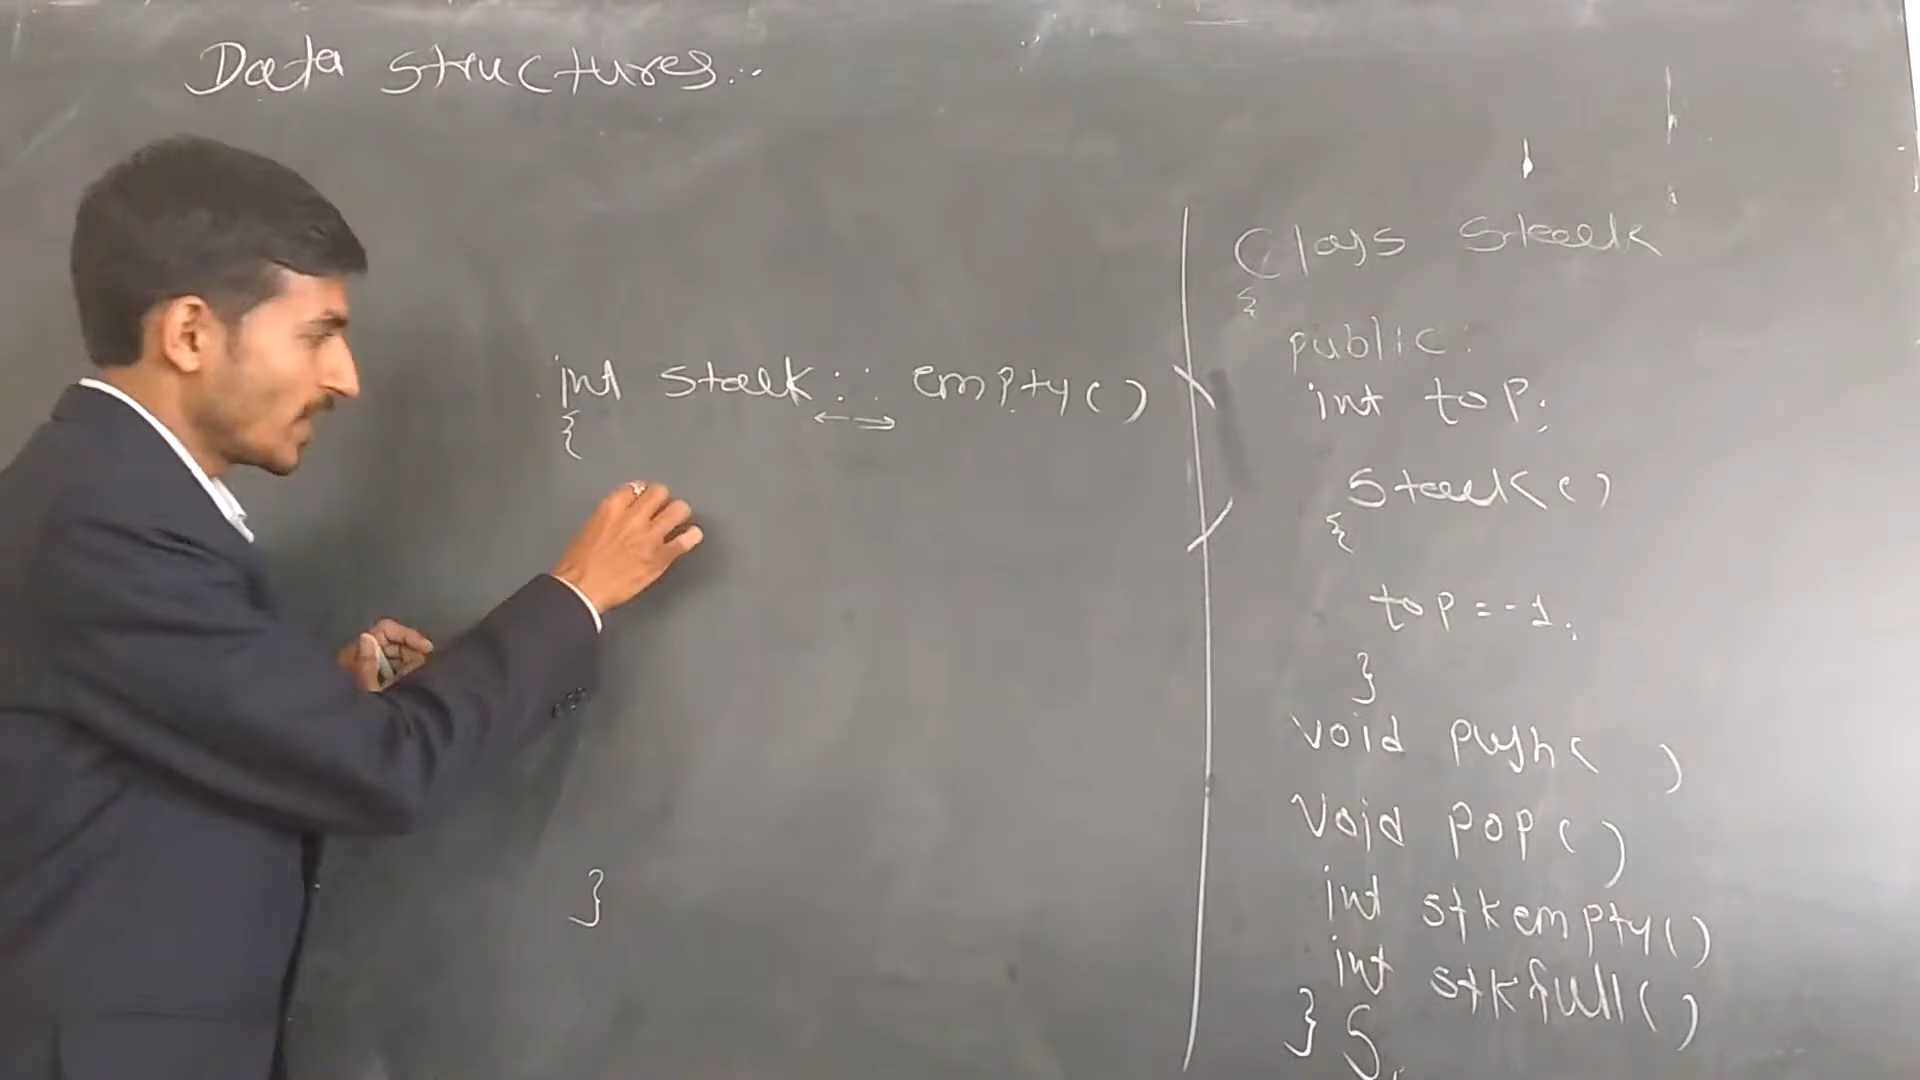 Data structures...
int stack :: empty()
{
}
Class Stack
{
public:
int top;
Stack()
{
top = -1;
}
void push( )
Void pop()
int stkempty()
int stkfull()
} S;